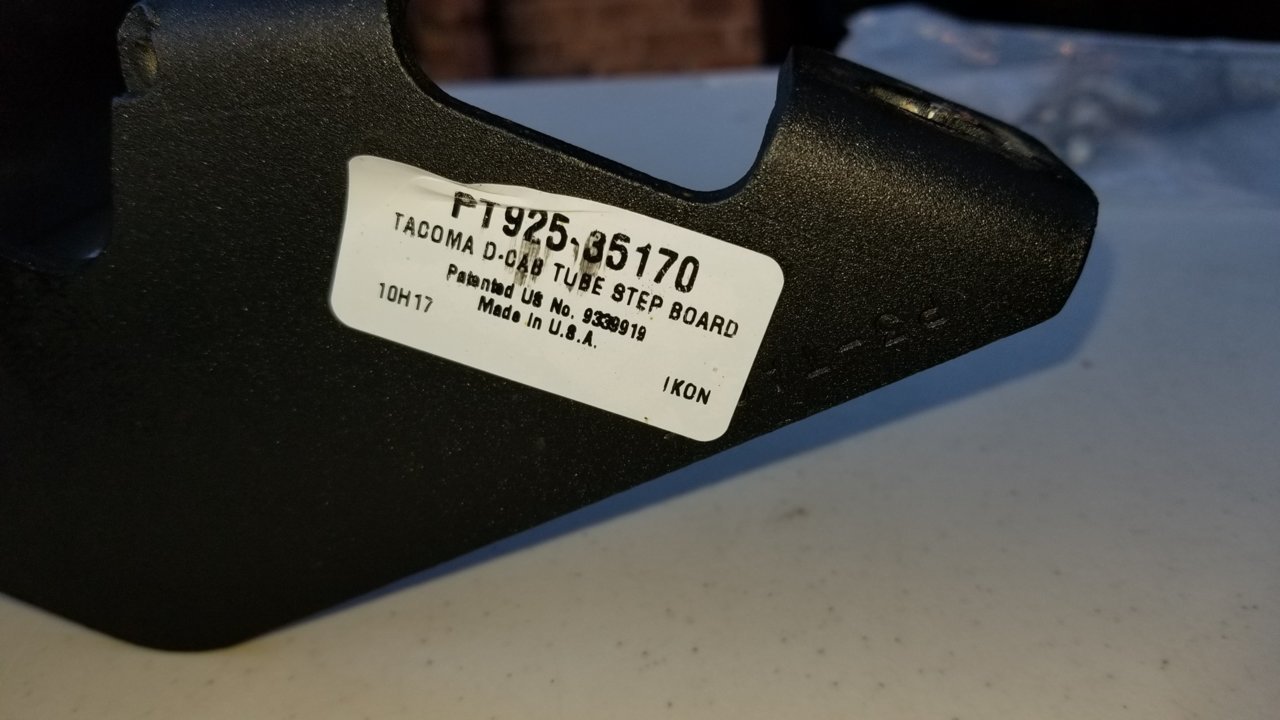 PT925-35170
TACOMA D-CAB TUBE STEP BOARD
Patented US No. 9339919
10H17
Made in U.S.A.
IKON